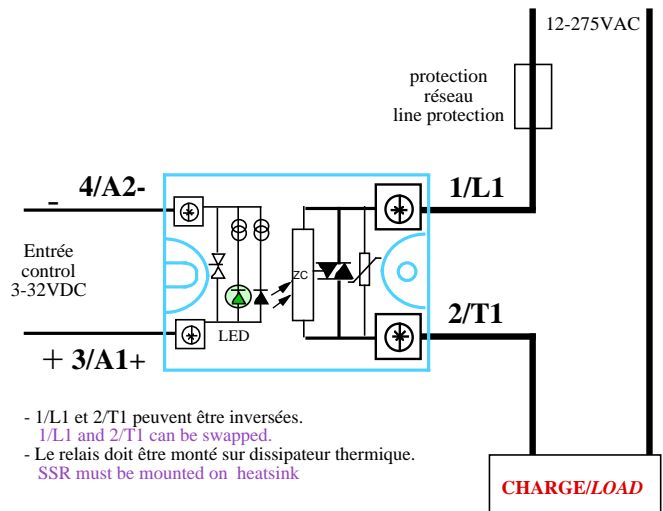 12-275VAC
protection
réseau
line protection
4/A2-
1/L1
-
Entrée
control
3-32VDC
ZC
LED
2/T1
+ 3/A1+
- 1/L1 et 2/T1 peuvent être inversées.
1/L1 and 2/T1 can be swapped.
- Le relais doit être monté sur dissipateur thermique.
SSR must be mounted on heatsink
CHARGE/LOAD